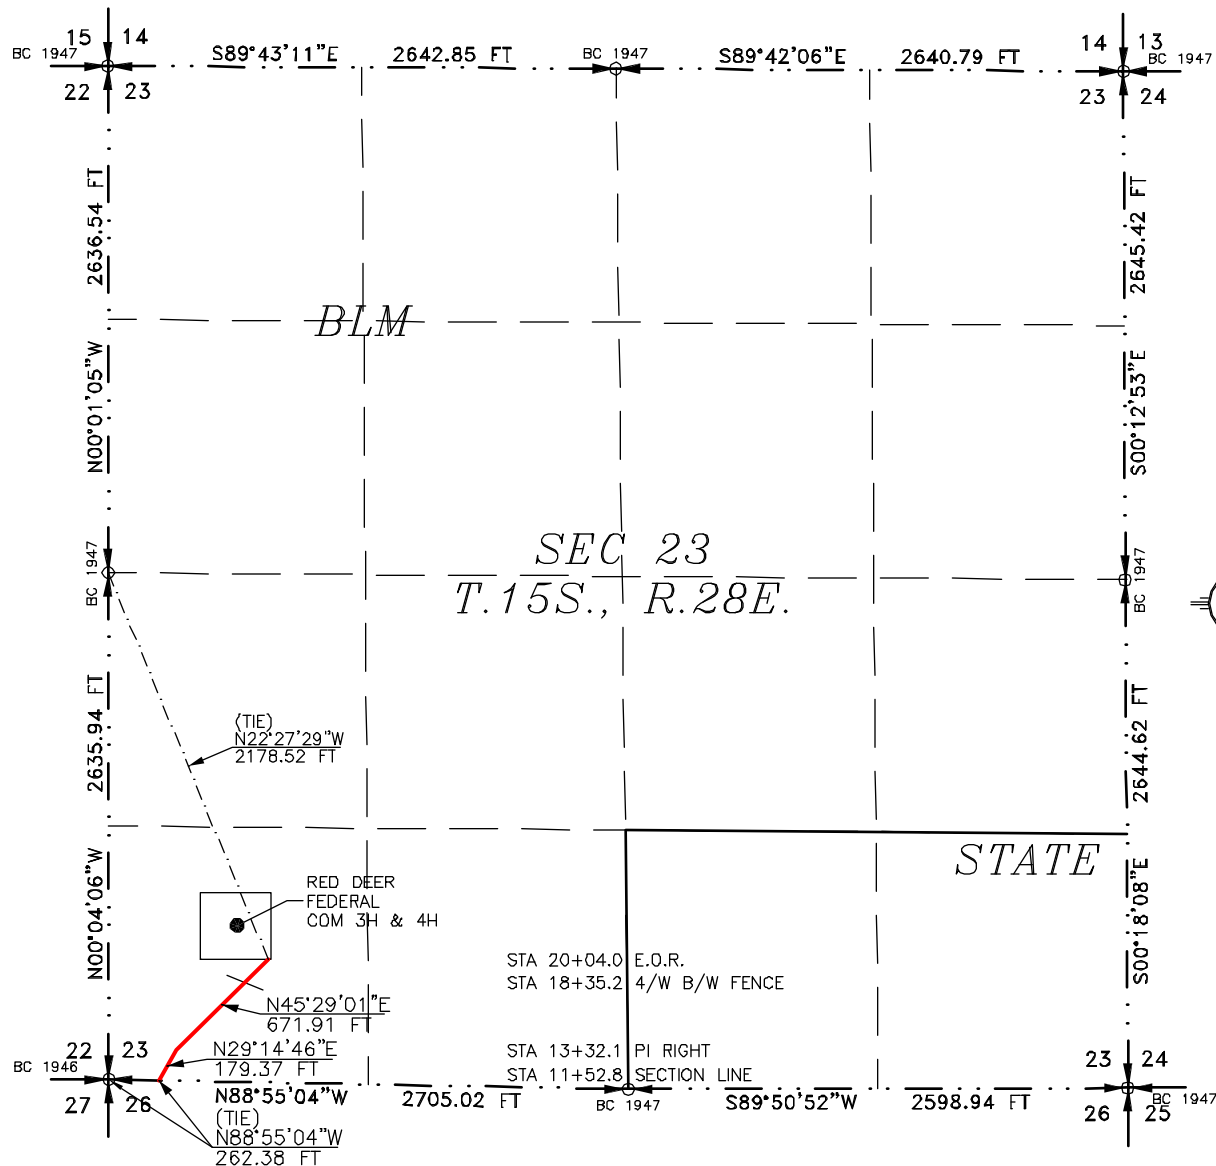 15 14
BC 1947
S89°43'11"E 2642.85 FT
BC 1947
S89°42'06"E 2640.79 FT
14 13
BC 1947
22 23
23 24
2636.54 FT
N00°01'05"W
2645.42 FT
S00°12'53"E
BLM
SEC 23
T.15S., R.28E.
BC 1947
BC 1947
2635.94 FT
N00°04'06"W
2644.62 FT
S00°18'08"E
(TIE)
N22°27'29"W
2178.52 FT
STATE
RED DEER
FEDERAL
COM 3H & 4H
STA 20+04.0 E.O.R.
STA 18+35.2 4/W B/W FENCE
N45°29'01"E
671.91 FT
STA 13+32.1 PI RIGHT
STA 11+52.8 SECTION LINE
N29°14'46"E
179.37 FT
22 23
BC 1946
27 26
N88°55'04"W 2705.02 FT
BC 1947
S89°50'52"W 2598.94 FT
23 24
BC 1947
26 25
(TIE)
N88°55'04"W
262.38 FT